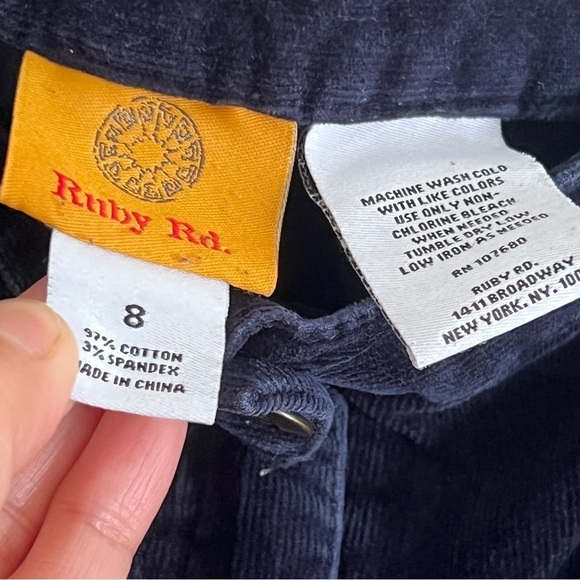 Ruby Rd.
8
97% COTTON
3% SPANDEX
MADE IN CHINA
MACHINE WASH COLD
WITH LIKE COLORS
USE ONLY NON-
CHLORINE BLEACH
WHEN NEEDED
TUMBLE DRY LOW
LOW IRON AS NEEDED
RN 107680
RUBY RD.
1411 BROADWAY
NEW YORK, NY, 100